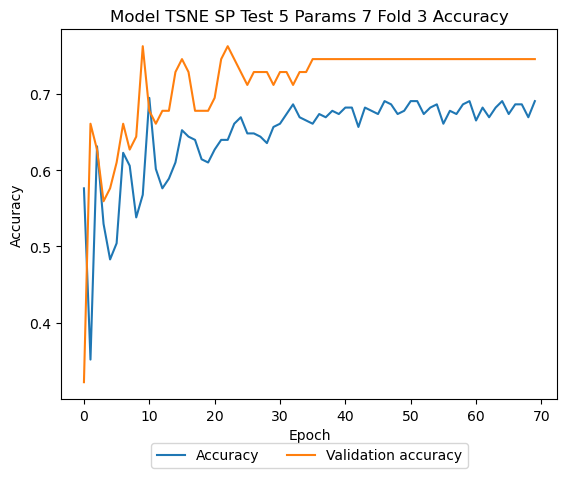 Model TSNE SP Test 5 Params 7 Fold 3 Accuracy
Accuracy
0.7
0.6
0.5
0.4
0 10 20 30 40 50 60 70
Epoch
Accuracy Validation accuracy